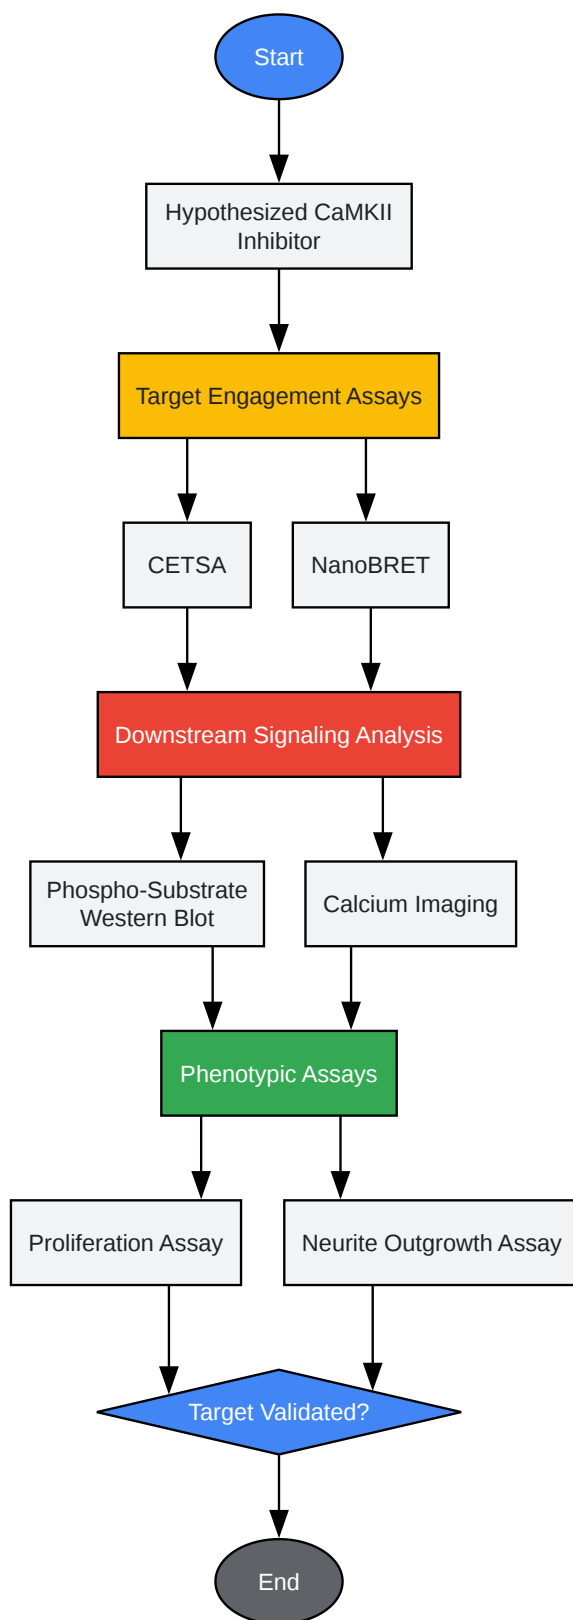 Start
Hypothesized CaMKII
Inhibitor
Target Engagement Assays
CETSA
NanoBRET
Downstream Signaling Analysis
Phospho-Substrate
Western Blot
Calcium Imaging
Phenotypic Assays
Proliferation Assay
Neurite Outgrowth Assay
Target Validated?
End